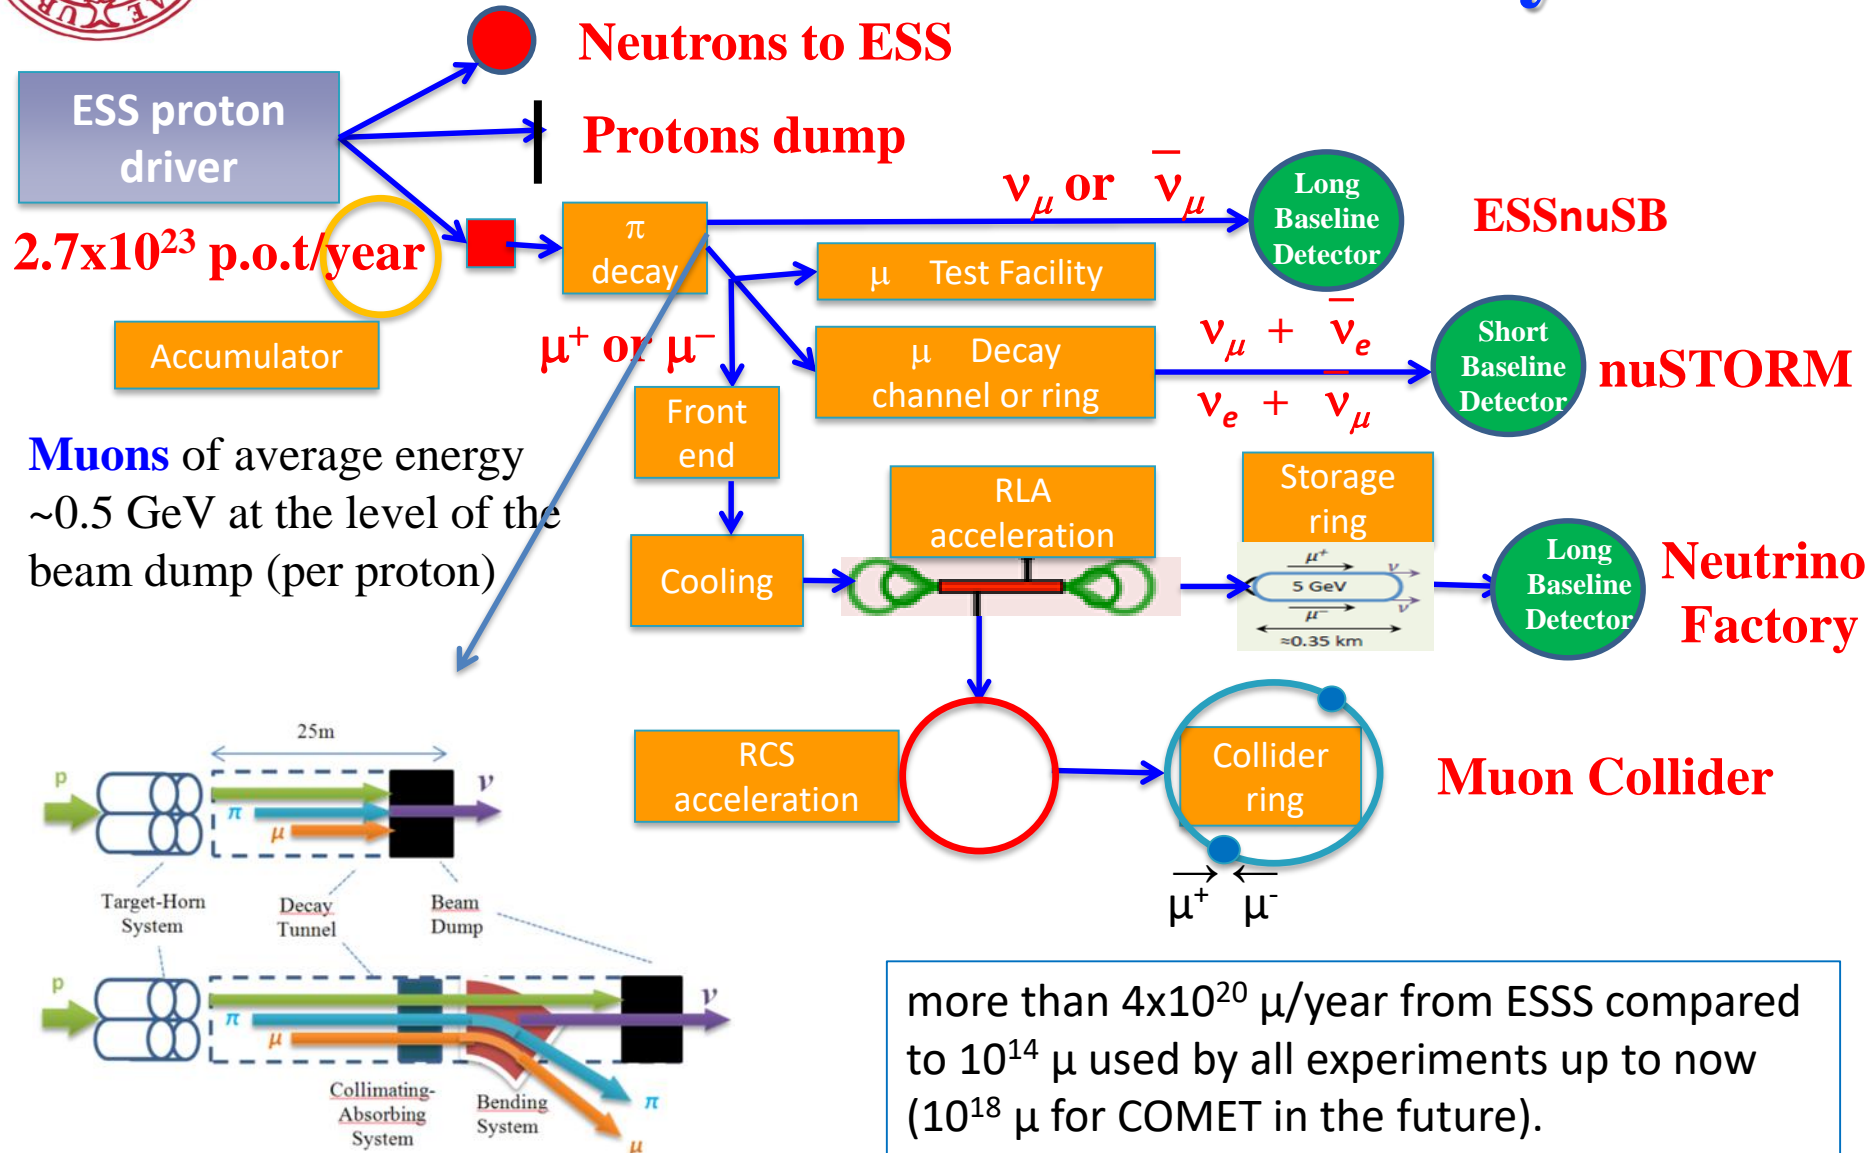 Neutrons to ESS
ESS proton
driver
Protons dump
2.7x10²³ p.o.t/year
Accumulator
π
decay
ν_μ or ν̄_μ
Long
Baseline
Detector
ESSnuSB
μ Test Facility
μ⁺ or μ⁻
μ Decay
channel or ring
ν_μ + ν̄_e
ν_e + ν̄_μ
Short
Baseline
Detector
nuSTORM
Front
end
Muons of average energy
~0.5 GeV at the level of the
beam dump (per proton)
Cooling
RLA
acceleration
Storage
ring
μ⁺
ν
5 GeV
μ⁻
ν
≈0.35 km
Long
Baseline
Detector
Neutrino
Factory
RCS
acceleration
Collider
ring
Muon Collider
μ⁺ μ⁻
25m
p
π
μ
ν
Target-Horn
System
Decay
Tunnel
Beam
Dump
p
π
μ
ν
Collimating-
Absorbing
System
Bending
System
π
μ
more than 4x10²⁰ μ/year from ESSS compared
to 10¹⁴ μ used by all experiments up to now
(10¹⁸ μ for COMET in the future).